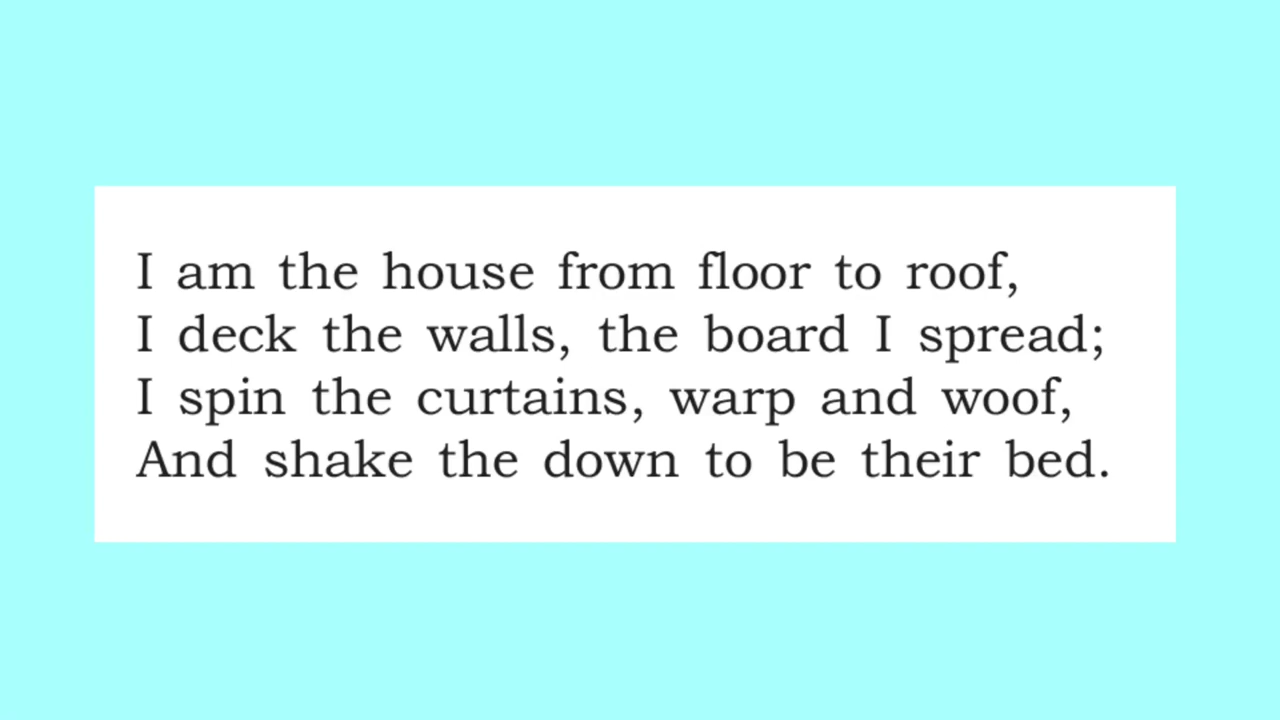 I am the house from floor to roof,
I deck the walls, the board I spread;
I spin the curtains, warp and woof,
And shake the down to be their bed.